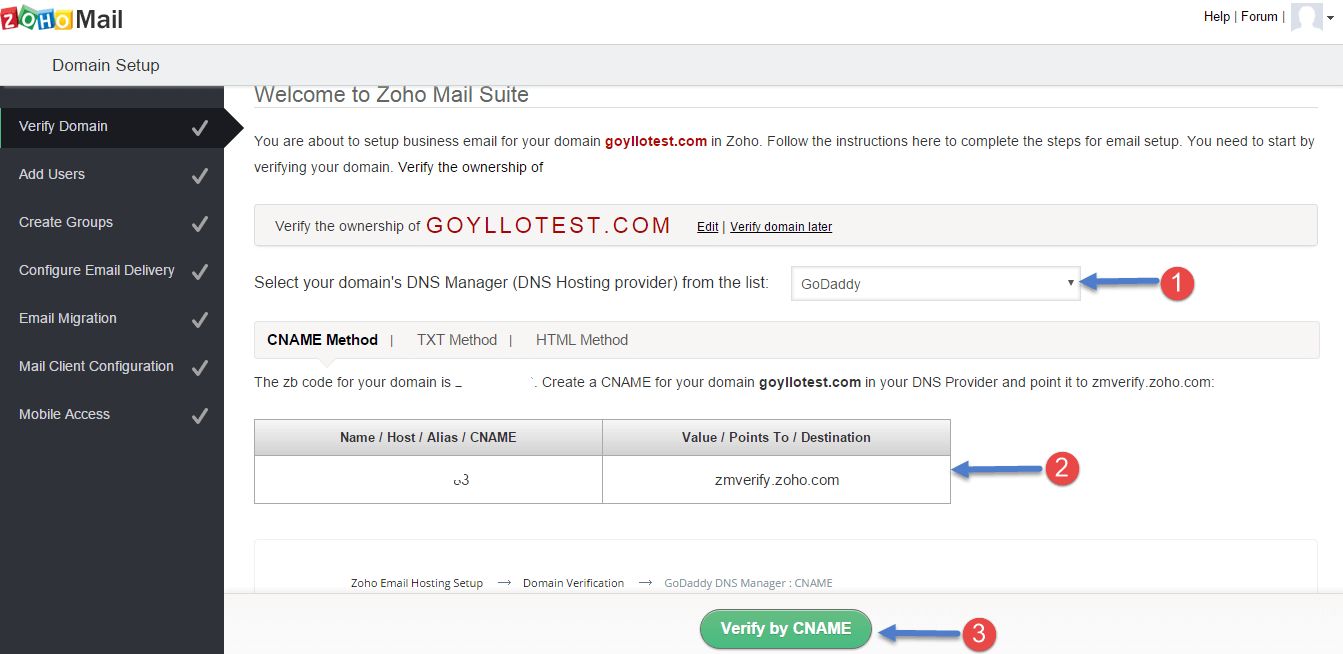 ZOHO Mail
Help | Forum |
Domain Setup
Verify Domain
Add Users
Create Groups
Configure Email Delivery
Email Migration
Mail Client Configuration
Mobile Access
Welcome to Zoho Mail Suite
You are about to setup business email for your domain goyllotest.com in Zoho. Follow the instructions here to complete the steps for email setup. You need to start by
verifying your domain. Verify the ownership of
Verify the ownership of GOYLLOTEST.COM Edit | Verify domain later
Select your domain's DNS Manager (DNS Hosting provider) from the list: GoDaddy 1
CNAME Method | TXT Method | HTML Method
The zb code for your domain is . Create a CNAME for your domain goyllotest.com in your DNS Provider and point it to zmverify.zoho.com:
Name / Host / Alias / CNAME Value / Points To / Destination
zmverify.zoho.com 2
Zoho Email Hosting Setup → Domain Verification → GoDaddy DNS Manager : CNAME
Verify by CNAME 3